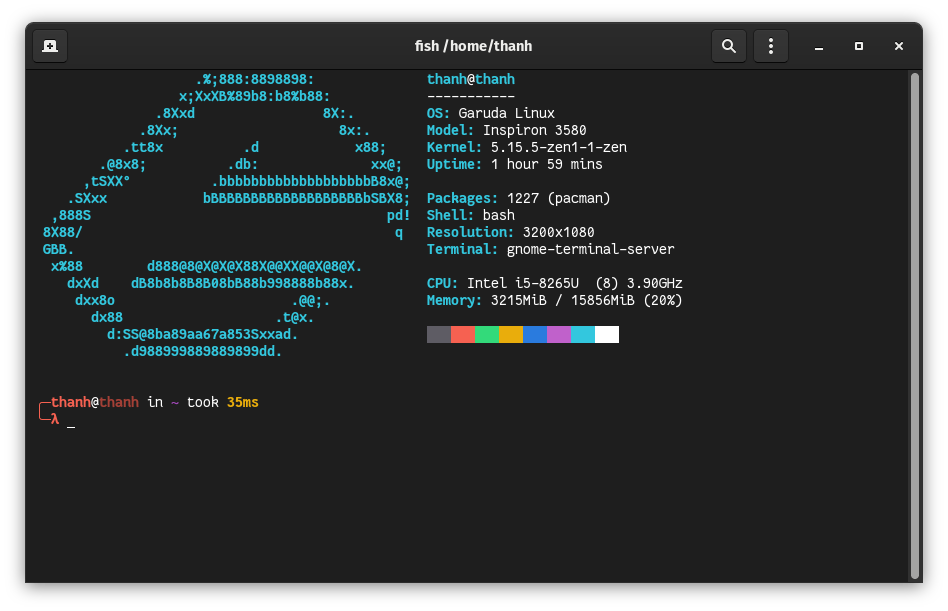 fish /home/thanh
.%;888:8898898:
x;XxXB%89b8:b8%b88:
.8Xxd                8X:.
.8Xx;                    8x:.
.tt8x          .d            x88;
.@8x8;          .db:              xx@;
,tSXX°          .bbbbbbbbbbbbbbbbbbbB8x@;
.SXxx            bBBBBBBBBBBBBBBBBBBBbSBX8;
,888S                                     pd!
8X88/                                       q
GBB.
x%88        d888@8@X@X@X88X@@XX@@X@8@X.
dxXd    dB8b8b8B8B08bB88b998888b88x.
dxx8o                      .@@;.
dx88                   .t@x.
d:SS@8ba89aa67a853Sxxad.
.d988999889889899dd.
thanh@thanh
-----------
OS: Garuda Linux
Model: Inspiron 3580
Kernel: 5.15.5-zen1-1-zen
Uptime: 1 hour 59 mins
Packages: 1227 (pacman)
Shell: bash
Resolution: 3200x1080
Terminal: gnome-terminal-server
CPU: Intel i5-8265U  (8) 3.90GHz
Memory: 3215MiB / 15856MiB (20%)
╭─thanh@thanh in ~ took 35ms
╰─λ _